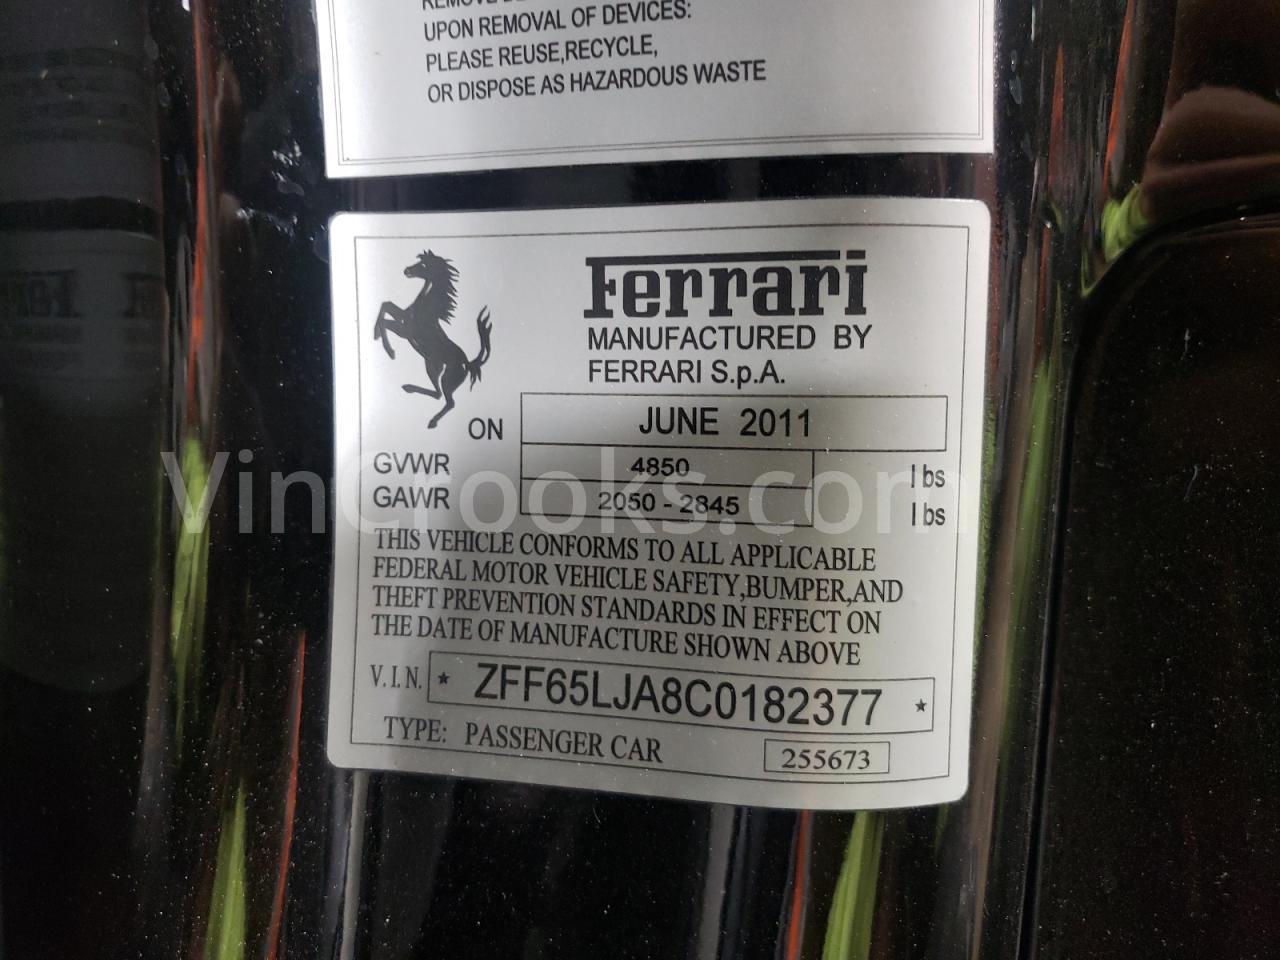 UPON REMOVAL OF DEVICES:
PLEASE REUSE,RECYCLE,
OR DISPOSE AS HAZARDOUS WASTE
Ferrari
MANUFACTURED BY
FERRARI S.p.A.
ON JUNE 2011
GVWR 4850 lbs
GAWR 2050 - 2845 lbs
VinCrooks.com
THIS VEHICLE CONFORMS TO ALL APPLICABLE
FEDERAL MOTOR VEHICLE SAFETY,BUMPER,AND
THEFT PREVENTION STANDARDS IN EFFECT ON
THE DATE OF MANUFACTURE SHOWN ABOVE
V.I.N. * ZFF65LJA8C0182377 *
TYPE: PASSENGER CAR 255673